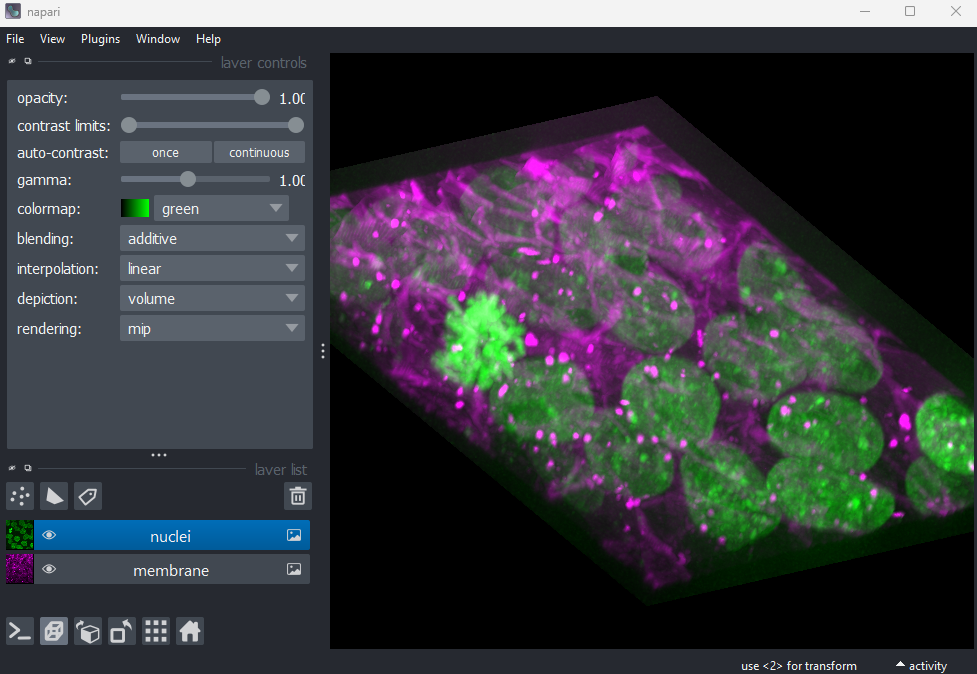 napari
File View Plugins Window Help
layer controls
opacity: 1.00
contrast limits:
auto-contrast: once continuous
gamma: 1.00
colormap: green
blending: additive
interpolation: linear
depiction: volume
rendering: mip
layer list
nuclei
membrane
use <2> for transform activity